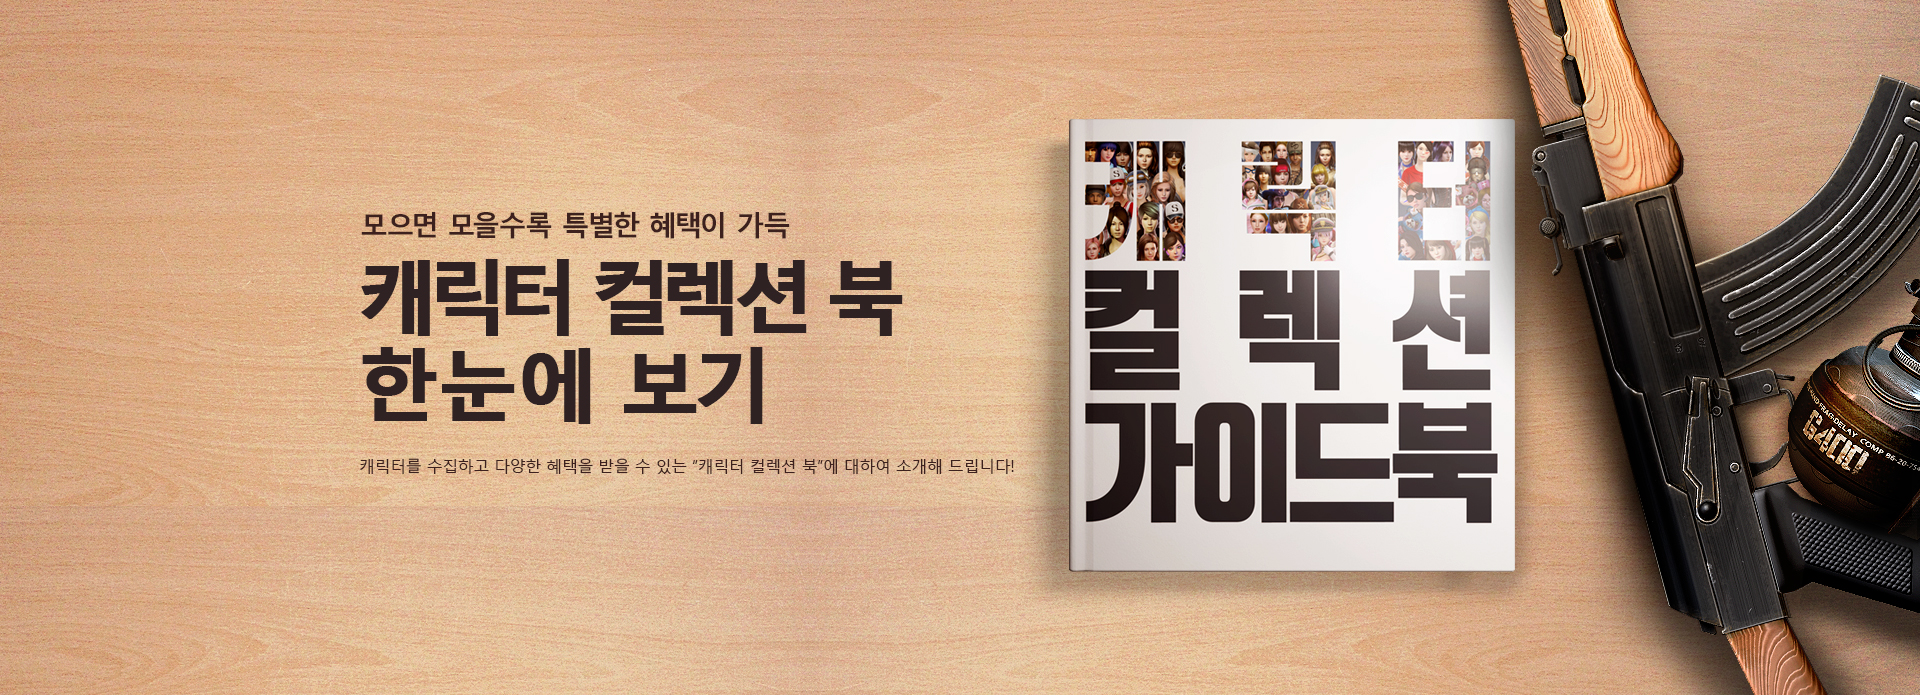 모으면 모을수록 특별한 혜택이 가득
캐릭터 컬렉션 북
한눈에 보기
캐릭터를 수집하고 다양한 혜택을 받을 수 있는 "캐릭터 컬렉션 북"에 대하여 소개해 드립니다!
캐릭터
컬렉션
가이드북
DELAY COMP
G400